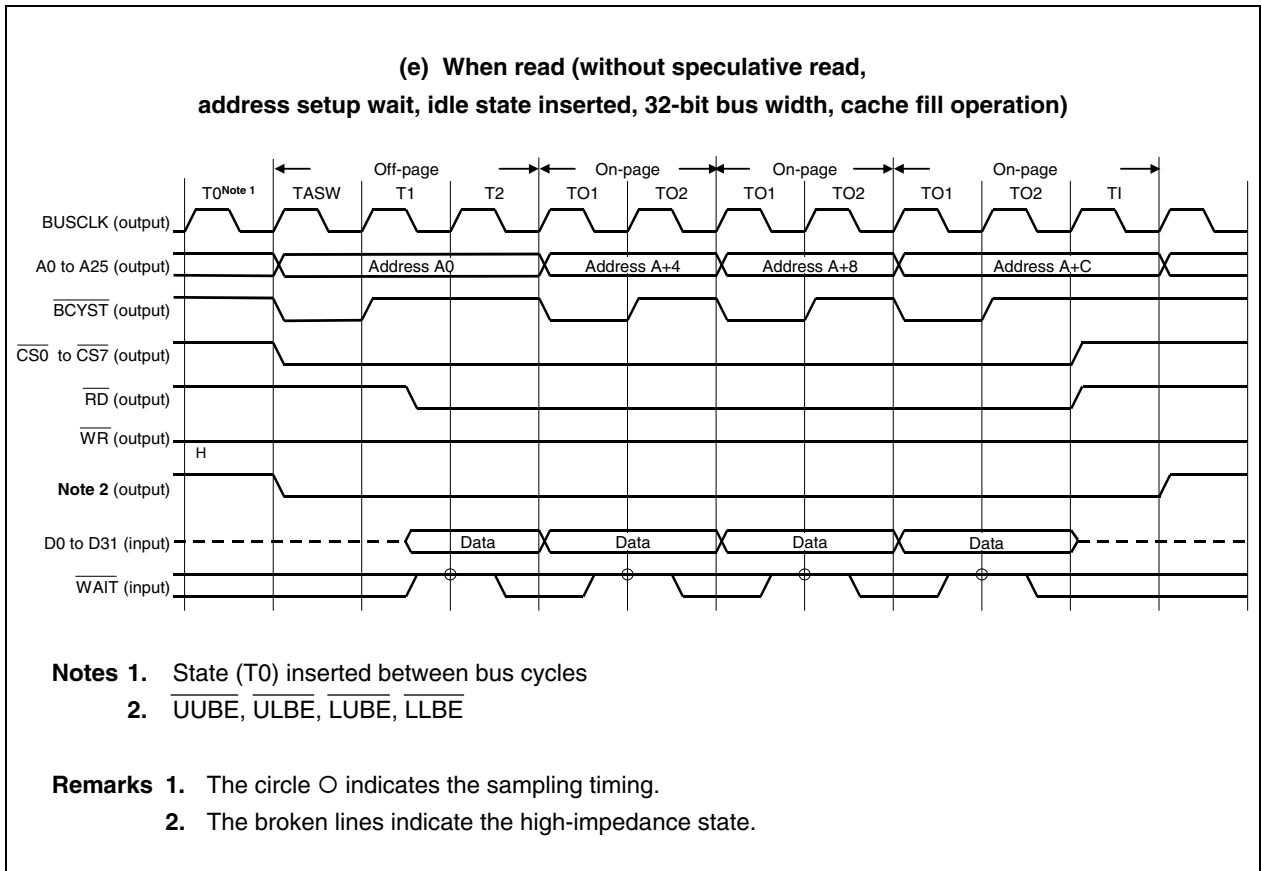 (e) When read (without speculative read,
address setup wait, idle state inserted, 32-bit bus width, cache fill operation)
Off-page On-page On-page On-page
T0Note 1 TASW T1 T2 TO1 TO2 TO1 TO2 TO1 TO2 TI
BUSCLK (output)
A0 to A25 (output) Address A0 Address A+4 Address A+8 Address A+C
BCYST (output)
CS0 to CS7 (output)
RD (output)
WR (output)
H
Note 2 (output)
D0 to D31 (input) Data Data Data Data
WAIT (input)
Notes 1. State (T0) inserted between bus cycles
2. UUBE, ULBE, LUBE, LLBE
Remarks 1. The circle O indicates the sampling timing.
2. The broken lines indicate the high-impedance state.